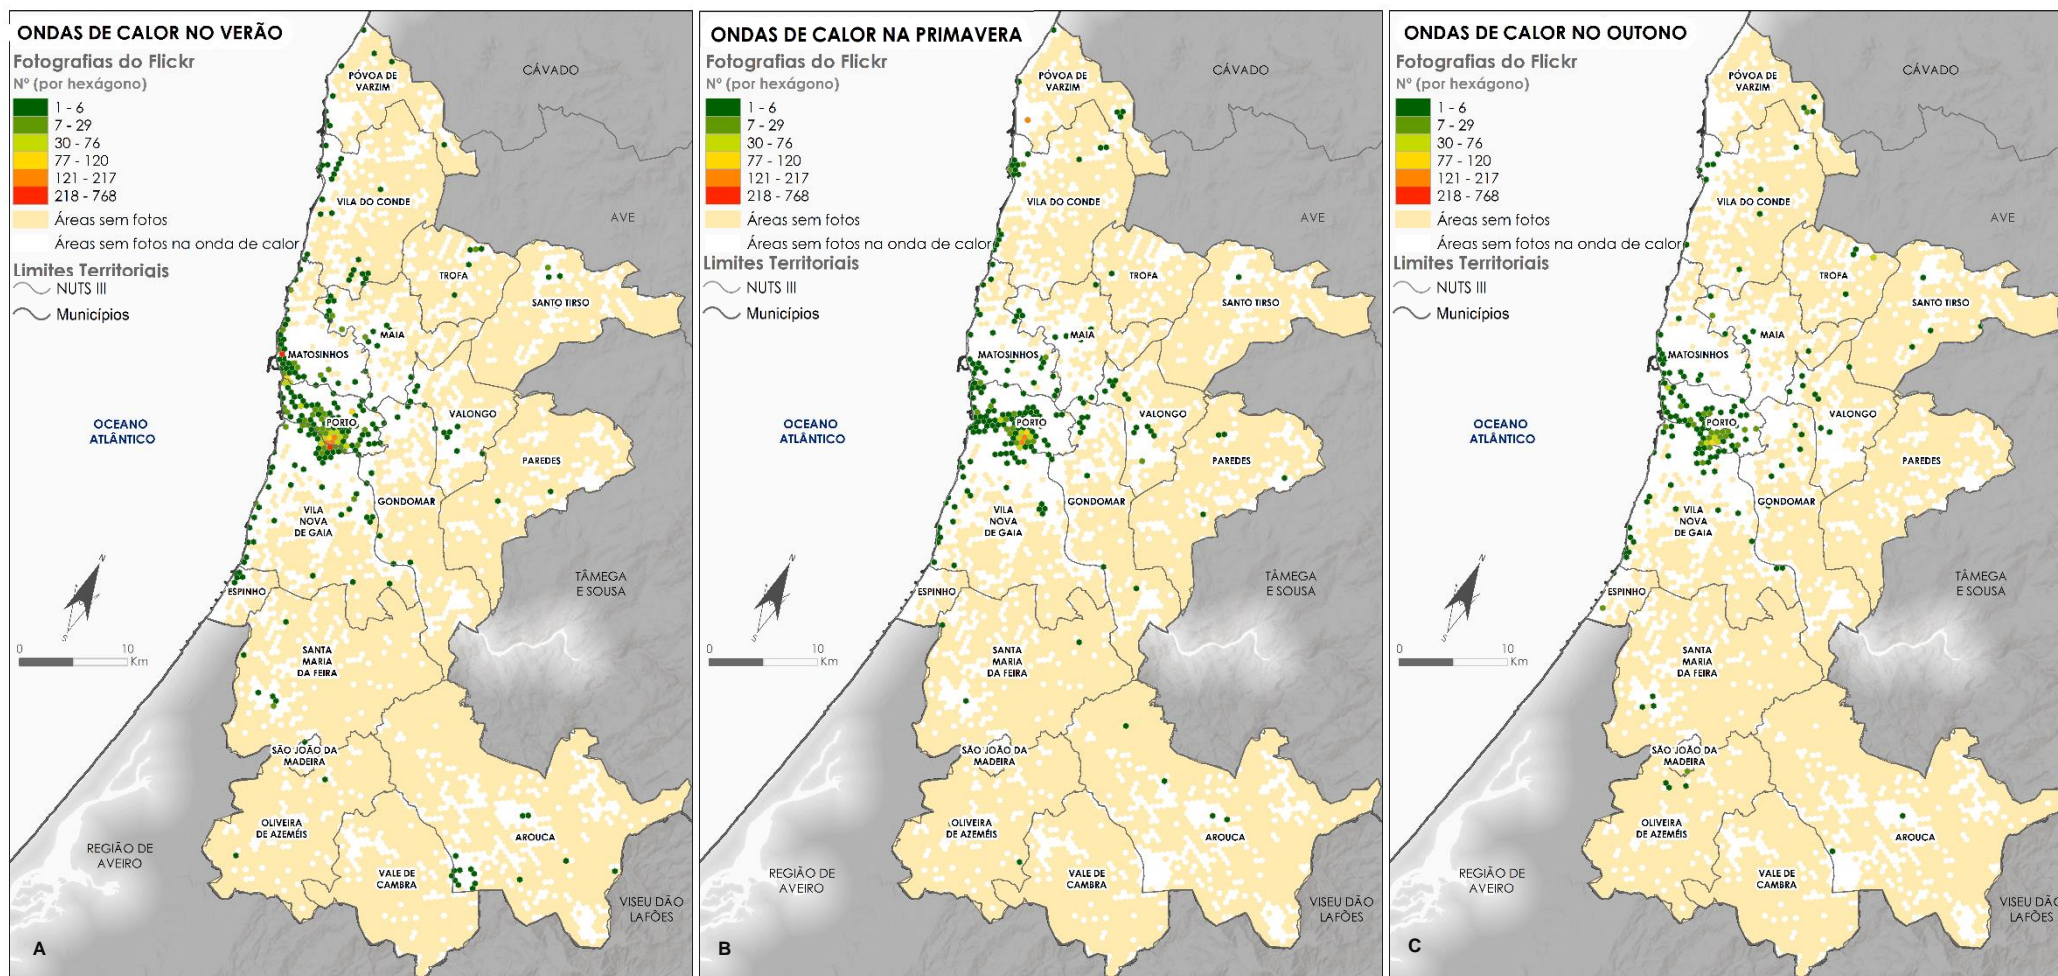 ONDAS DE CALOR NO VERÃO
Fotografias do Flickr
Nº (por hexágono)
1 - 6
7 - 29
30 - 76
77 - 120
121 - 217
218 - 768
Áreas sem fotos
Áreas sem fotos na onda de calor
Limites Territoriais
NUTS III
Municípios
CÁVADO
PÓVOA DE
VARZIM
VILA DO CONDE
AVE
TROFA
SANTO TIRSO
MAIA
MATOSINHOS
VALONGO
PORTO
OCEANO
ATLÂNTICO
PAREDES
GONDOMAR
VILA
NOVA
DE GAIA
TÂMEGA
E SOUSA
ESPINHO
N
S
0
10
Km
SANTA
MARIA
DA FEIRA
SÃO JOÃO DA
MADEIRA
OLIVEIRA
DE AZEMÉIS
AROUCA
REGIÃO DE
AVEIRO
VALE DE
CAMBRA
VISEU DÃO
LAFÕES
A
ONDAS DE CALOR NA PRIMAVERA
Fotografias do Flickr
Nº (por hexágono)
1 - 6
7 - 29
30 - 76
77 - 120
121 - 217
218 - 768
Áreas sem fotos
Áreas sem fotos na onda de calor
Limites Territoriais
NUTS III
Municípios
CÁVADO
PÓVOA DE
VARZIM
VILA DO CONDE
AVE
TROFA
SANTO TIRSO
MAIA
MATOSINHOS
VALONGO
PORTO
OCEANO
ATLÂNTICO
PAREDES
GONDOMAR
VILA
NOVA
DE GAIA
TÂMEGA
E SOUSA
ESPINHO
N
S
0
10
Km
SANTA
MARIA
DA FEIRA
SÃO JOÃO DA
MADEIRA
OLIVEIRA
DE AZEMÉIS
AROUCA
REGIÃO DE
AVEIRO
VALE DE
CAMBRA
VISEU DÃO
LAFÕES
B
ONDAS DE CALOR NO OUTONO
Fotografias do Flickr
Nº (por hexágono)
1 - 6
7 - 29
30 - 76
77 - 120
121 - 217
218 - 768
Áreas sem fotos
Áreas sem fotos na onda de calor
Limites Territoriais
NUTS III
Municípios
CÁVADO
PÓVOA DE
VARZIM
VILA DO CONDE
AVE
TROFA
SANTO TIRSO
MAIA
MATOSINHOS
VALONGO
PORTO
OCEANO
ATLÂNTICO
PAREDES
GONDOMAR
VILA
NOVA
DE GAIA
TÂMEGA
E SOUSA
ESPINHO
N
S
0
10
Km
SANTA
MARIA
DA FEIRA
SÃO JOÃO DA
MADEIRA
OLIVEIRA
DE AZEMÉIS
AROUCA
REGIÃO DE
AVEIRO
VALE DE
CAMBRA
VISEU DÃO
LAFÕES
C